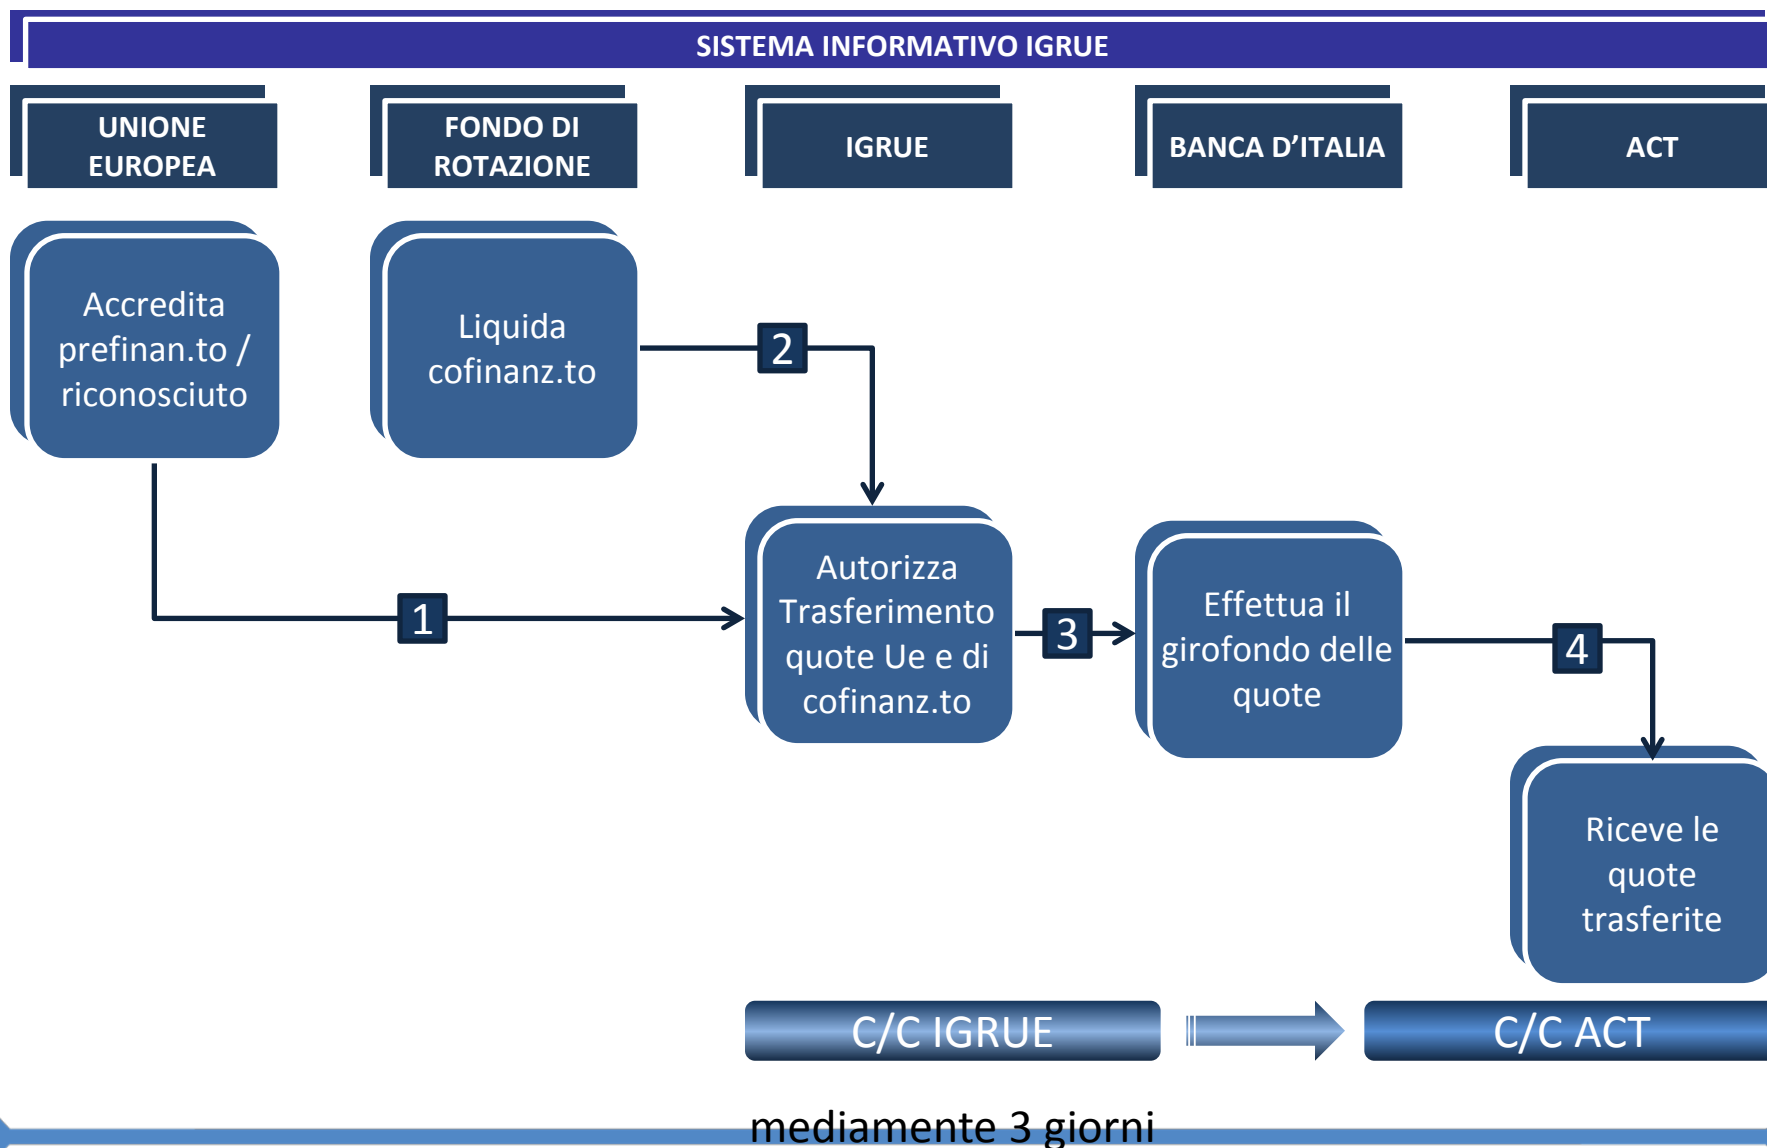 SISTEMA INFORMATIVO IGRUE
UNIONE
EUROPEA
FONDO DI
ROTAZIONE
IGRUE
BANCA D’ITALIA
ACT
Accredita
prefinan.to /
riconosciuto
Liquida
cofinanz.to
2
1
Autorizza
Trasferimento
quote Ue e di
cofinanz.to
3
Effettua il
girofondo delle
quote
4
Riceve le
quote
trasferite
C/C IGRUE
C/C ACT
mediamente 3 giorni